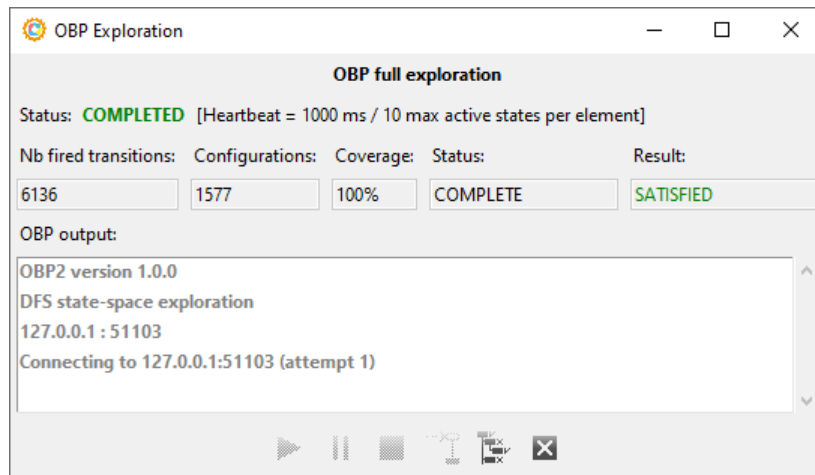 OBP Exploration
OBP full exploration
Status: COMPLETED [Heartbeat = 1000 ms / 10 max active states per element]
Nb fired transitions: Configurations: Coverage: Status: Result:
6136 1577 100% COMPLETE SATISFIED
OBP output:
OBP2 version 1.0.0
DFS state-space exploration
127.0.0.1 : 51103
Connecting to 127.0.0.1:51103 (attempt 1)